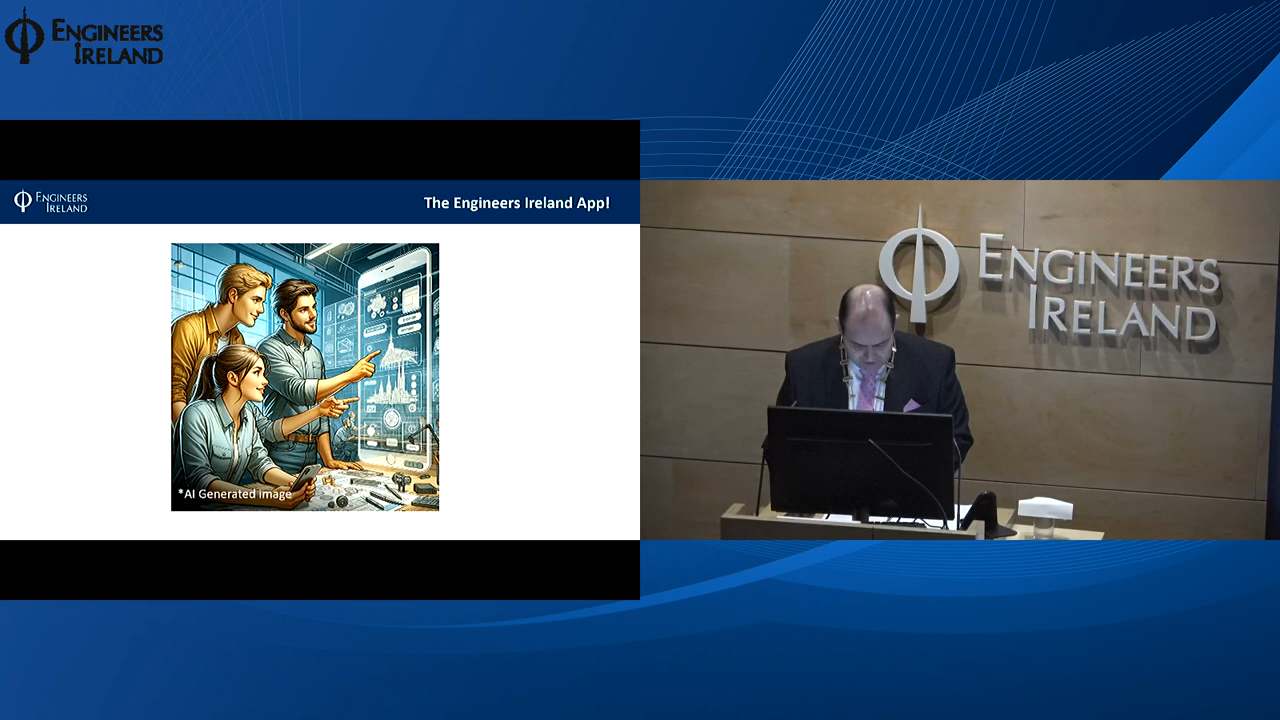 ENGINEERS
IRELAND
ENGINEERS
IRELAND
The Engineers Ireland App!
*AI Generated Image
ENGINEERS
IRELAND